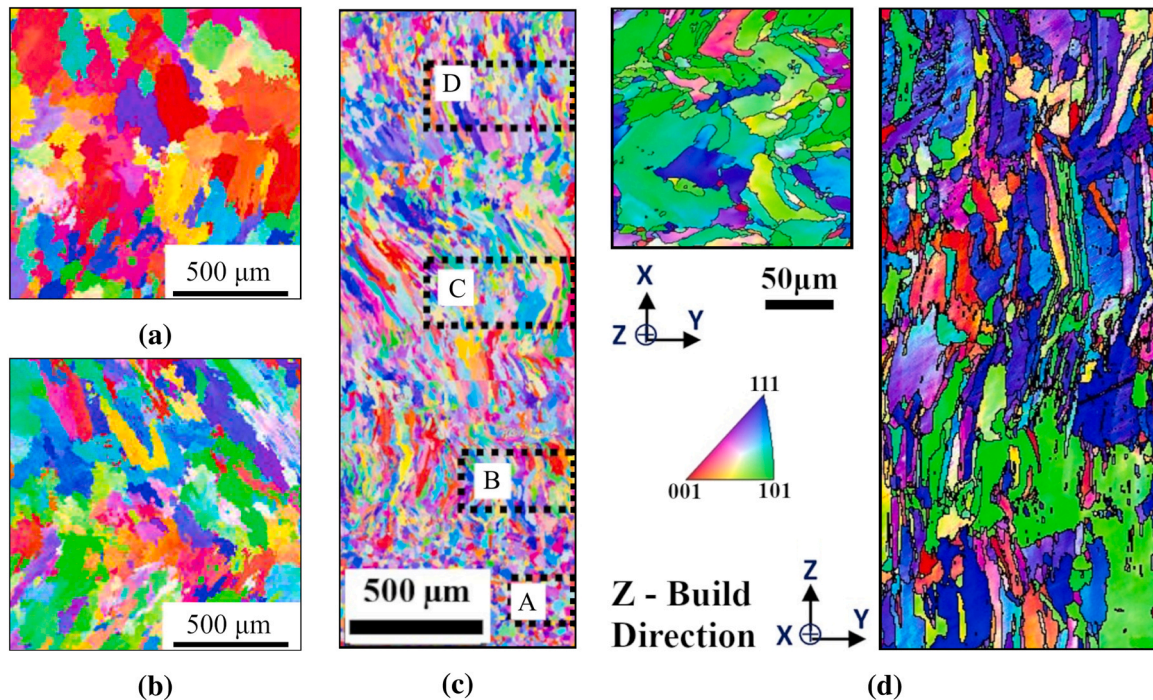 500 μm
(a)
500 μm
(b)
D
C
B
A
500 μm
(c)
X
Z
Y
50μm
111
001
101
Z - Build
Direction
Z
X
Y
(d)